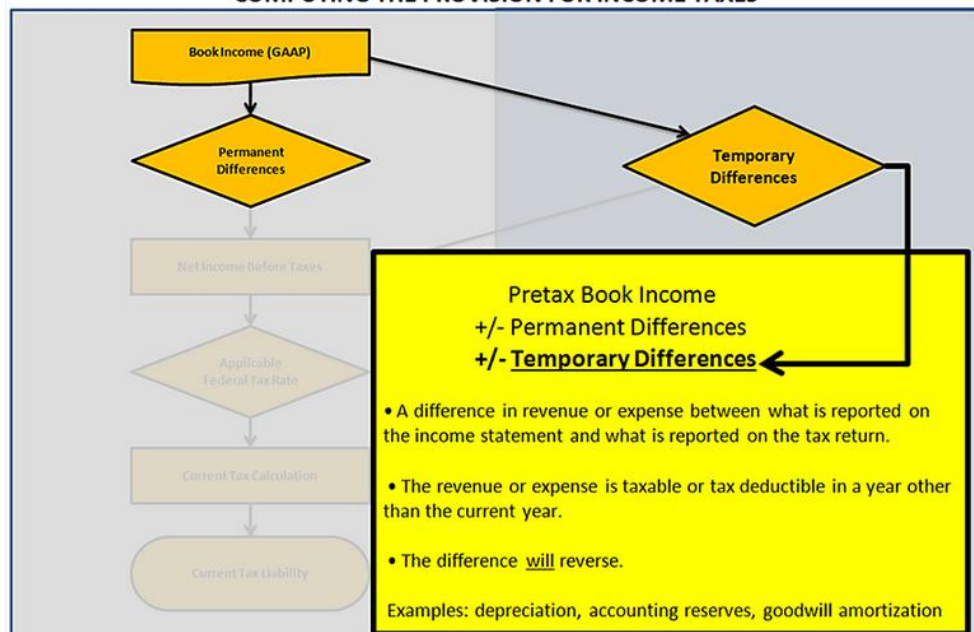 COMPUTING THE PROVISION FOR INCOME TAXES
Book Income (GAAP)
Permanent
Differences
Temporary
Differences
Net Income Before Taxes
Applicable
Federal Tax Rate
Current Tax Calculation
Current Tax Liability
Pretax Book Income
+/- Permanent Differences
+/- Temporary Differences
• A difference in revenue or expense between what is reported on
the income statement and what is reported on the tax return.
• The revenue or expense is taxable or tax deductible in a year other
than the current year.
• The difference will reverse.
Examples: depreciation, accounting reserves, goodwill amortization